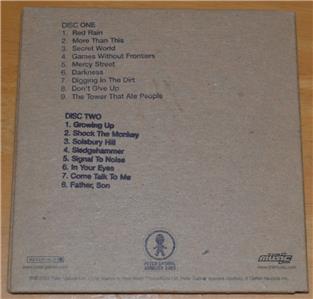 DISC ONE
1. Red Rain
2. More Than This
3. Secret World
4. Games Without Frontiers
5. Mercy Street
6. Darkness
7. Digging In The Dirt
8. Don't Give Up
9. The Tower That Ate People
DISC TWO
1. Growing Up
2. Shock The Monkey
3. Solsbury Hill
4. Sledgehammer
5. Signal To Noise
6. In Your Eyes
7. Come Talk To Me
8. Father, Son
PETER GABRIEL
music